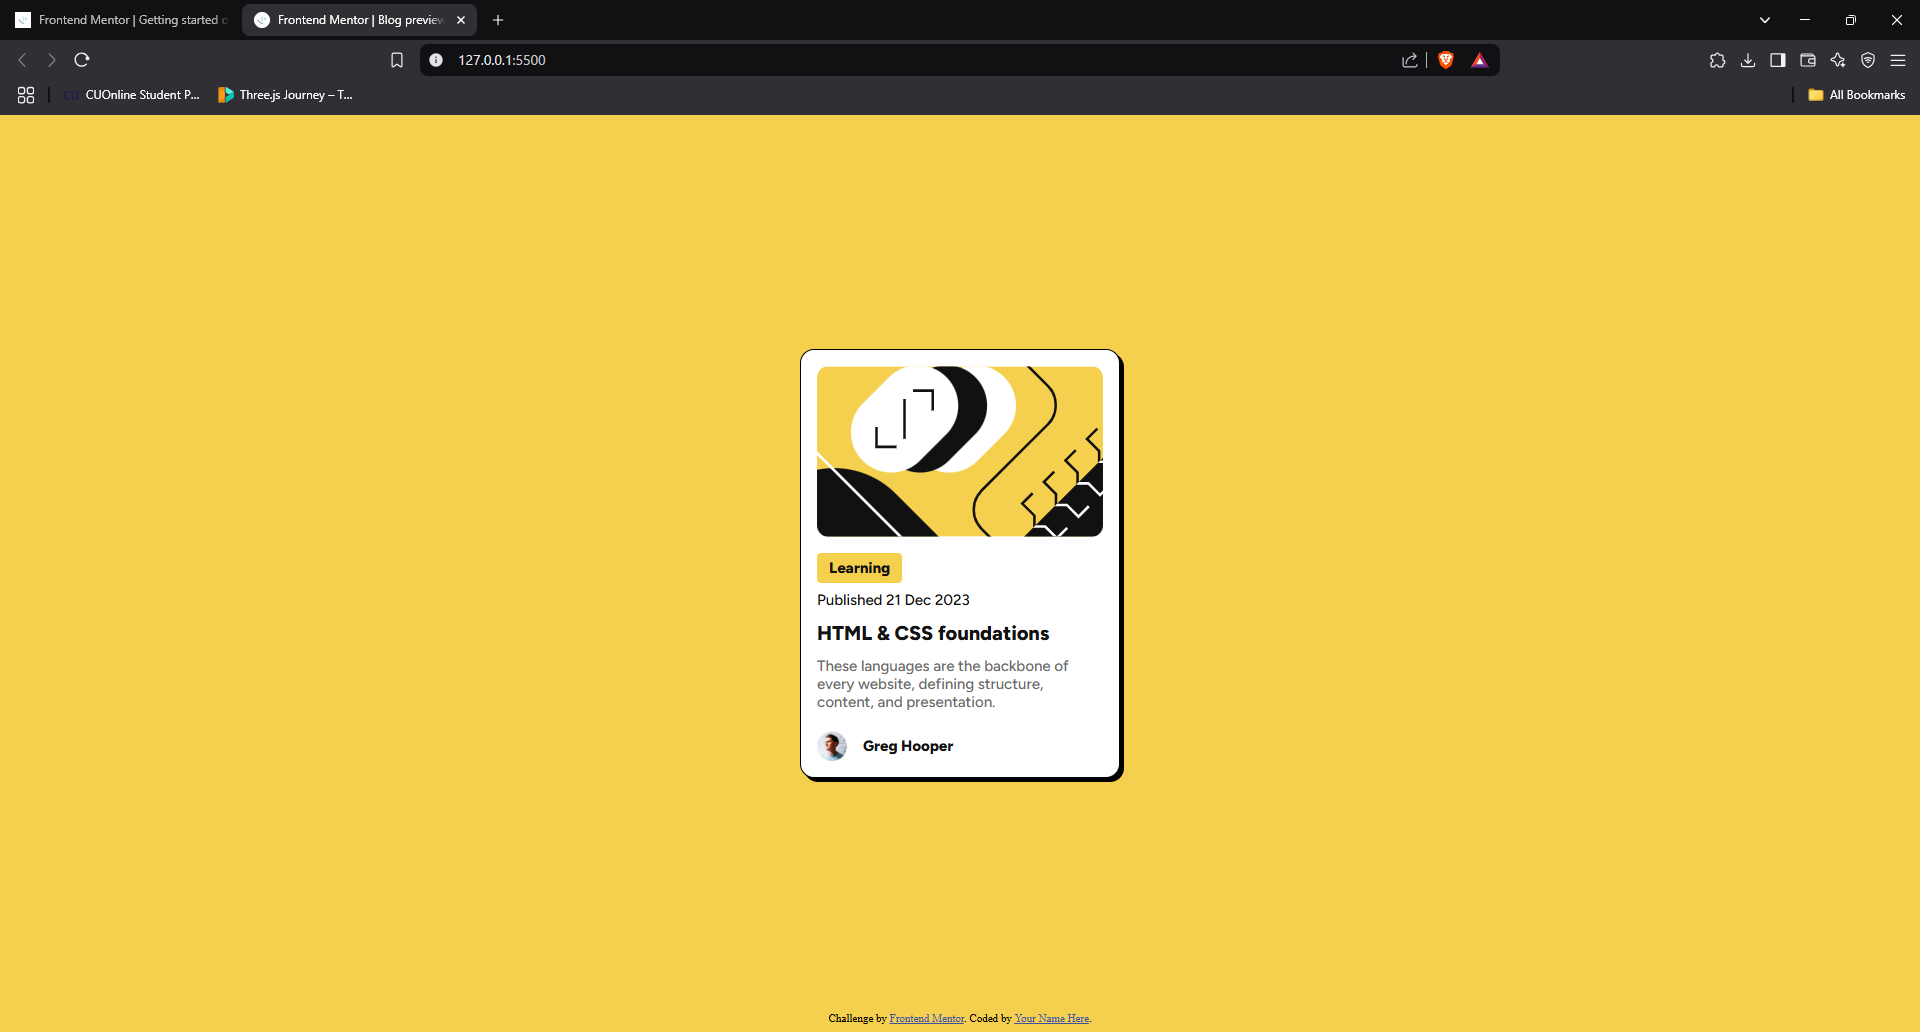 Frontend Mentor | Getting started o
Frontend Mentor | Blog preview
127.0.0.1:5500
CU CUOnline Student P...
Three.js Journey – T...
All Bookmarks
Learning
Published 21 Dec 2023
HTML & CSS foundations
These languages are the backbone of
every website, defining structure,
content, and presentation.
Greg Hooper
Challenge by Frontend Mentor. Coded by Your Name Here.